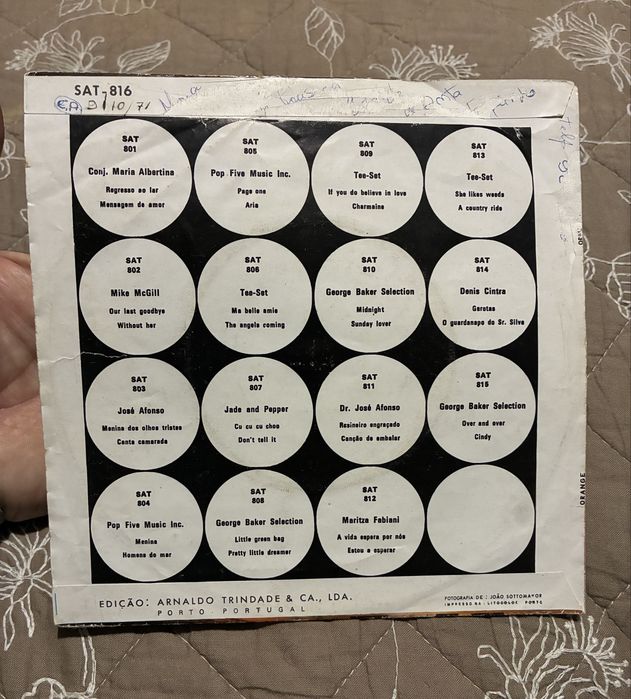 SAT-816
9/10/71
SAT
801
Conj. Maria Albertina
Regresso ao lar
Mensagem de amor
SAT
805
Pop Five Music Inc.
Page one
Aria
SAT
809
Tee-Set
If you do believe in love
Charmaine
SAT
813
Tee-Set
She likes weeds
A country ride
SAT
802
Mike McGill
Our last goodbye
Without her
SAT
806
Tee-Set
Ma belle amie
The angels coming
SAT
810
George Baker Selection
Midnight
Sunday lover
SAT
814
Denis Cintra
Garotas
O guardanapo do Sr. Silva
SAT
803
José Afonso
Menina dos olhos tristes
Canta camarada
SAT
807
Jade and Pepper
Cu cu cu chou
Don't tell it
SAT
811
Dr. José Afonso
Resineiro engraçado
Canção de embalar
SAT
815
George Baker Selection
Over and over
Cindy
SAT
804
Pop Five Music Inc.
Menina
Homens do mar
SAT
808
George Baker Selection
Little green bag
Pretty little dreamer
SAT
812
Maritza Fabiani
A vida espera por nós
Estou a esperar
ORANGE
EDIÇÃO: ARNALDO TRINDADE & CA., LDA.
PORTO-PORTUGAL
FOTOGRAFIA DE: JOÃO SOTTOMAYOR
IMPRESSO NA: LITOGOLOC PORTO